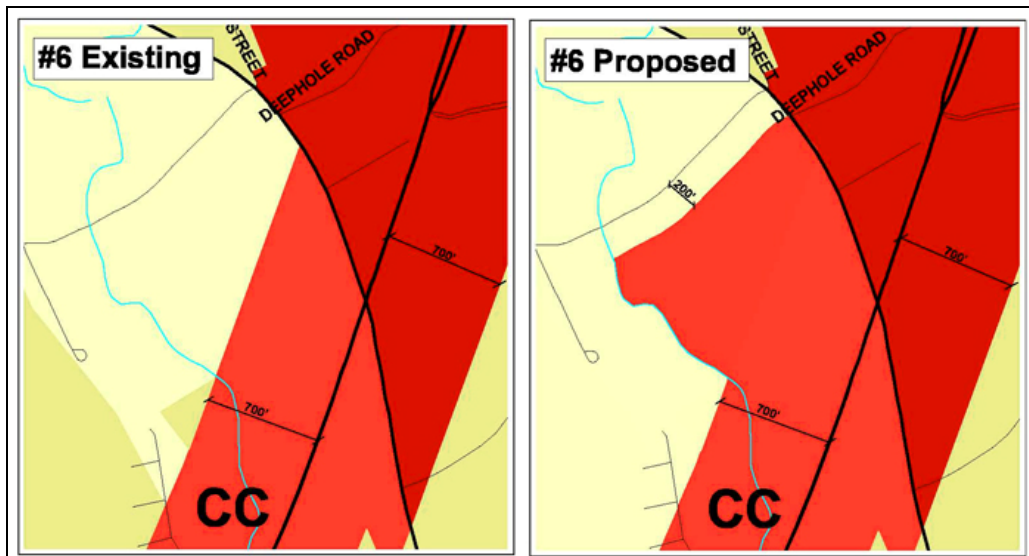 #6 Existing
STREET
DEEPHOLE ROAD
700'
700'
CC
#6 Proposed
STREET
DEEPHOLE ROAD
200'
700'
700'
CC